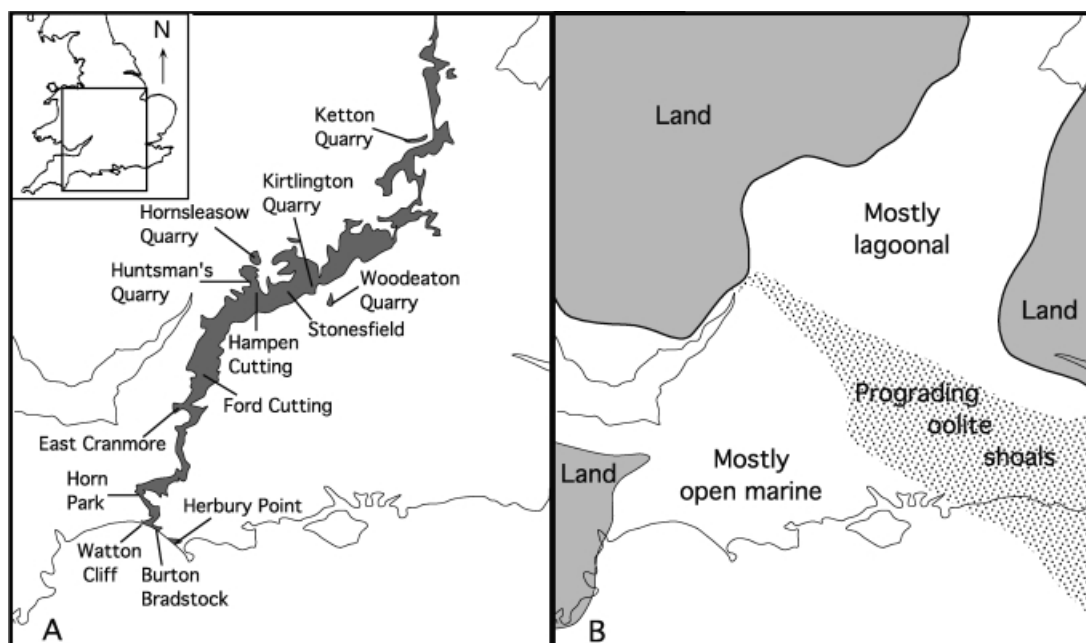 N
Ketton
Quarry
Kirtlington
Quarry
Hornsleasow
Quarry
Huntsman's
Quarry
Woodeaton
Quarry
Stonesfield
Hampen
Cutting
Ford Cutting
East Cranmore
Horn
Park
Herbury Point
Watton
Cliff
Burton
Bradstock
A
Land
Mostly
lagoonal
Land
Prograding
oolite
shoals
Land
Mostly
open marine
B